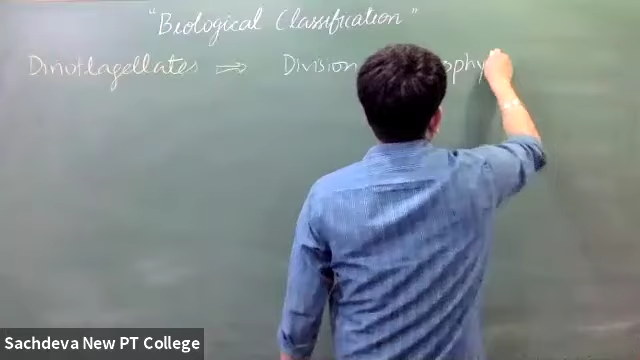 "Biological Classification"
Dinoflagellates ⇒ Division
Sachdeva New PT College